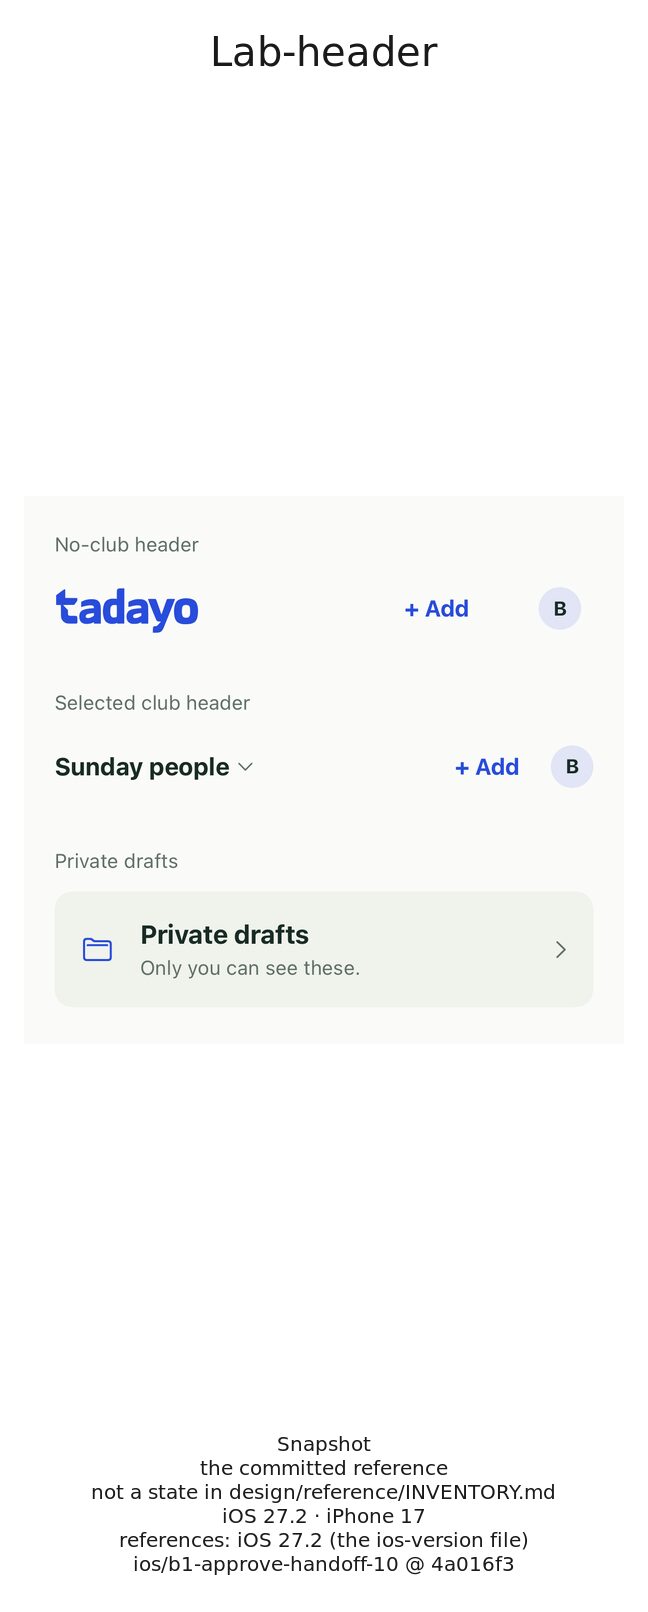 Lab-header
No-club header
tadayo
+ Add
B
Selected club header
Sunday people
+ Add
B
Private drafts
Private drafts
Only you can see these.
Snapshot
the committed reference
not a state in design/reference/INVENTORY.md
iOS 27.2 · iPhone 17
references: iOS 27.2 (the ios-version file)
ios/b1-approve-handoff-10 @ 4a016f3